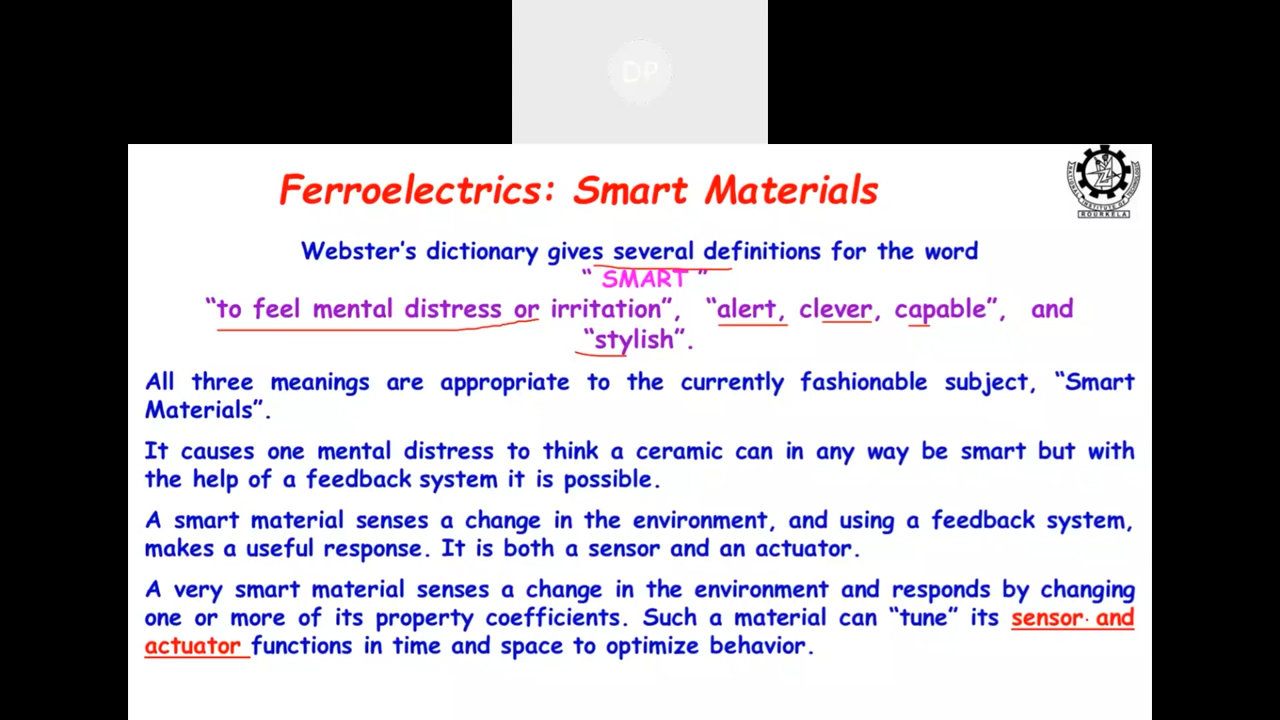 DP
Ferroelectrics: Smart Materials
Webster's dictionary gives several definitions for the word
" SMART "
"to feel mental distress or irritation", "alert, clever, capable", and
"stylish".
All three meanings are appropriate to the currently fashionable subject, "Smart
Materials".
It causes one mental distress to think a ceramic can in any way be smart but with
the help of a feedback system it is possible.
A smart material senses a change in the environment, and using a feedback system,
makes a useful response. It is both a sensor and an actuator.
A very smart material senses a change in the environment and responds by changing
one or more of its property coefficients. Such a material can "tune" its sensor and
actuator functions in time and space to optimize behavior.
NATIONAL INSTITUTE OF TECHNOLOGY
ROURKELA